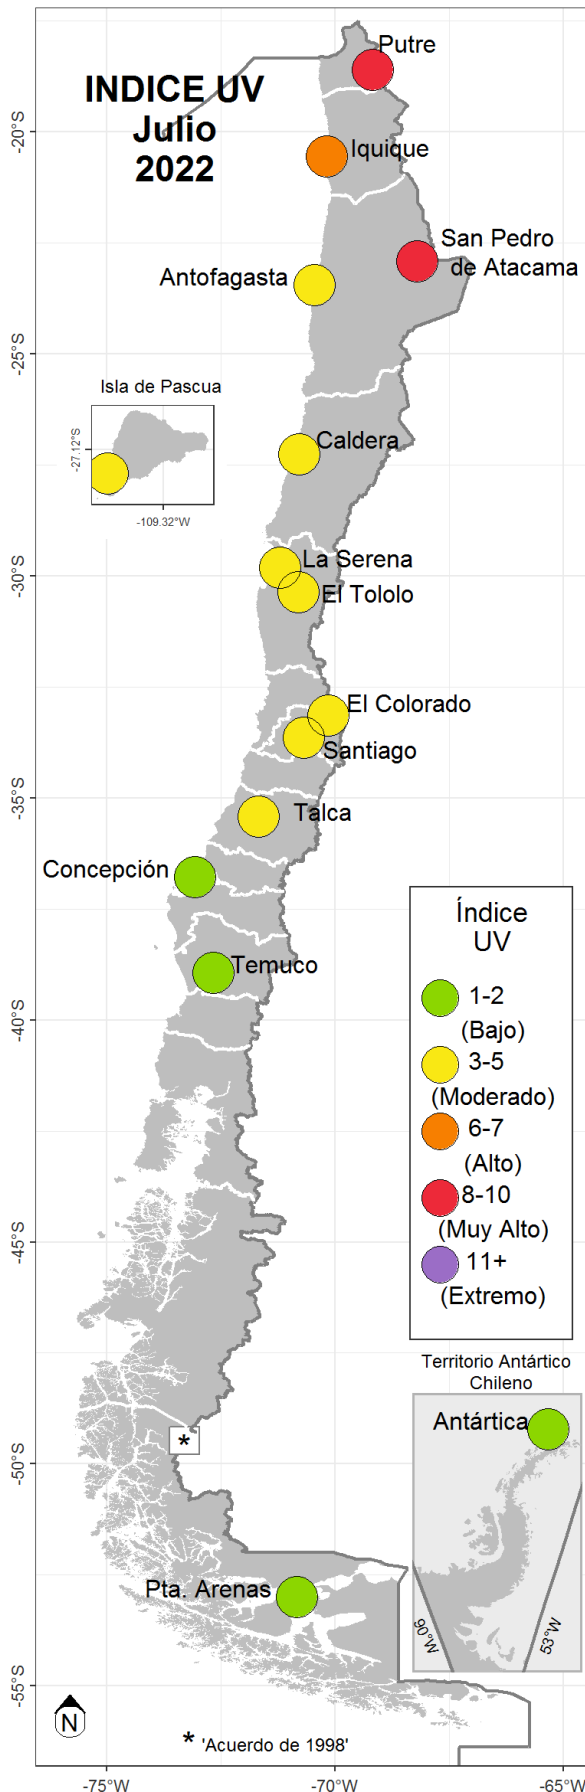 INDICE UV
Julio
2022
Putre
Iquique
San Pedro
de Atacama
Antofagasta
Isla de Pascua
-27.12°S
-109.32°W
Caldera
La Serena
El Tololo
El Colorado
Santiago
Talca
Concepción
Temuco
Índice
UV
1-2
(Bajo)
3-5
(Moderado)
6-7
(Alto)
8-10
(Muy Alto)
11+
(Extremo)
Territorio Antártico
Chileno
Antártica
90°W
53°W
*
Pta. Arenas
N
* 'Acuerdo de 1998'
-20°S
-25°S
-30°S
-35°S
-40°S
-45°S
-50°S
-55°S
-75°W
-70°W
-65°W